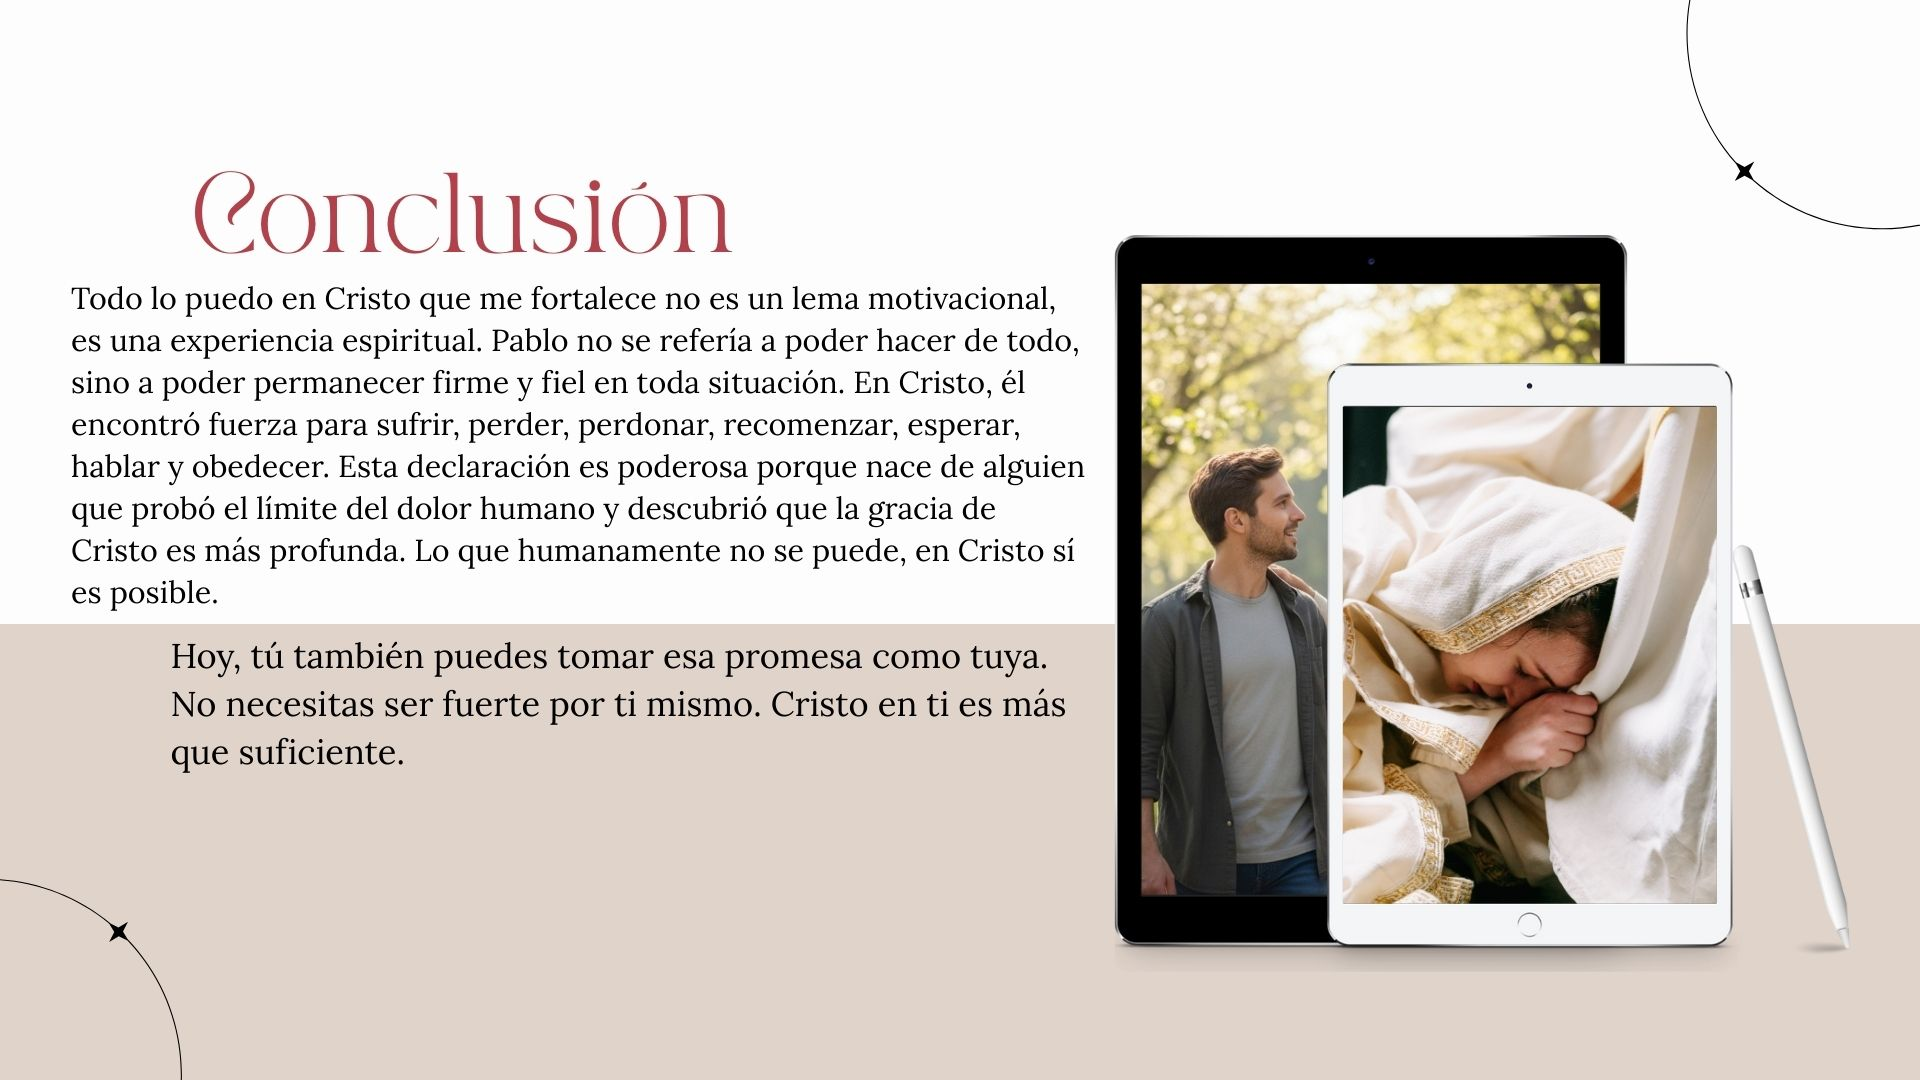 Conclusión
Todo lo puedo en Cristo que me fortalece no es un lema motivacional,
es una experiencia espiritual. Pablo no se refería a poder hacer de todo,
sino a poder permanecer firme y fiel en toda situación. En Cristo, él
encontró fuerza para sufrir, perder, perdonar, recomenzar, esperar,
hablar y obedecer. Esta declaración es poderosa porque nace de alguien
que probó el límite del dolor humano y descubrió que la gracia de
Cristo es más profunda. Lo que humanamente no se puede, en Cristo sí
es posible.
Hoy, tú también puedes tomar esa promesa como tuya.
No necesitas ser fuerte por ti mismo. Cristo en ti es más
que suficiente.